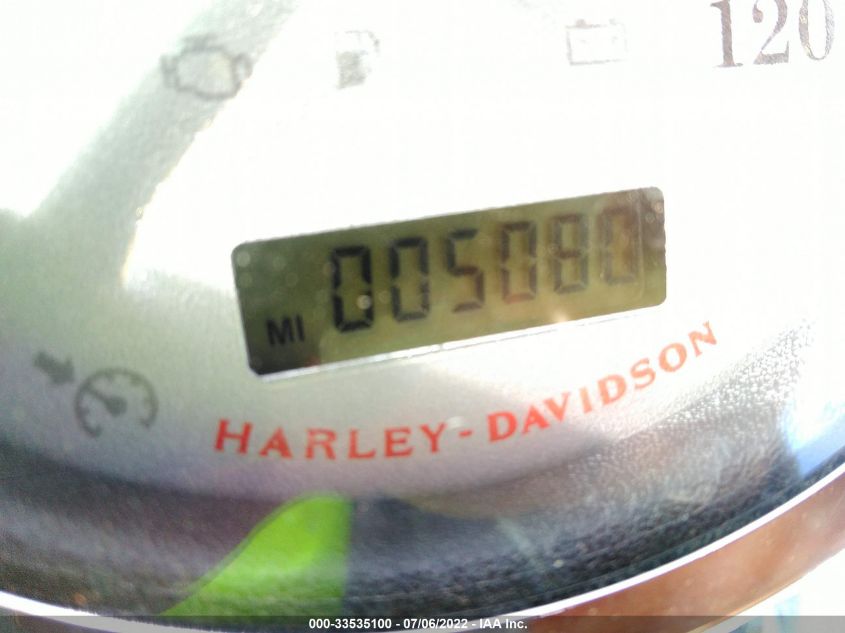 120
MI 005080
HARLEY-DAVIDSON
000-33535100 - 07/06/2022 - IAA Inc.